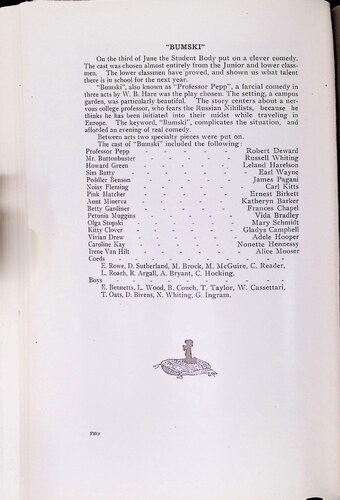 "BUMSKI"
On the third of June the Student Body put on a clever comedy.
The cast was chosen almost entirely from the Junior and lower class-
men. The lower classmen have proved, and shown us what talent
there is in school for the next year.
"Bumski", also known as "Professor Pepp", a farcial comedy in
three acts by W. B. Hare was the play chosen. The setting, a campus
garden, was particularly beautiful. The story centers about a ner-
vous college professor, who fears the Russian Nihilists, because he
thinks he has been initiated into their midst while traveling in
Europe. The keyword, "Bumski", complicates the situation, and
afforded an evening of real comedy.
Between acts two specialty pieces were put on.
The cast of "Bumski" included the following:
Professor Pepp - - - - Robert Deward
Mr. Buttonbuster - - - - Russell Whiting
Howard Green - - - - Leland Harelson
Sim Batty - - - - Earl Wayne
Peddler Benson - - - - James Pagani
Noisy Fleming - - - - Carl Kitts
Pink Hatcher - - - - Ernest Birkett
Aunt Minerva - - - - Katheryn Barker
Betty Gardiner - - - - Frances Chapel
Petunia Muggins - - - - Vida Bradley
Olga Stopski - - - - Mary Schmidt
Kitty Clover - - - - Gladys Campbell
Vivian Drew - - - - Adele Hooper
Caroline Kay - - - - Nonette Hennessy
Irene Van Hilt - - - - Alice Mooser
Coeds - - - - - - - -
E. Rowe, D. Sutherland, M. Brock, M. McGuire, C. Reader,
L. Roach, R. Argall, A. Bryant, C. Hocking.
Boys - - - - - - - -
E. Bennetts, L. Wood, B. Conch, T. Taylor, W. Cassettari,
T. Oats, D. Bivens, N. Whiting, G. Ingram.